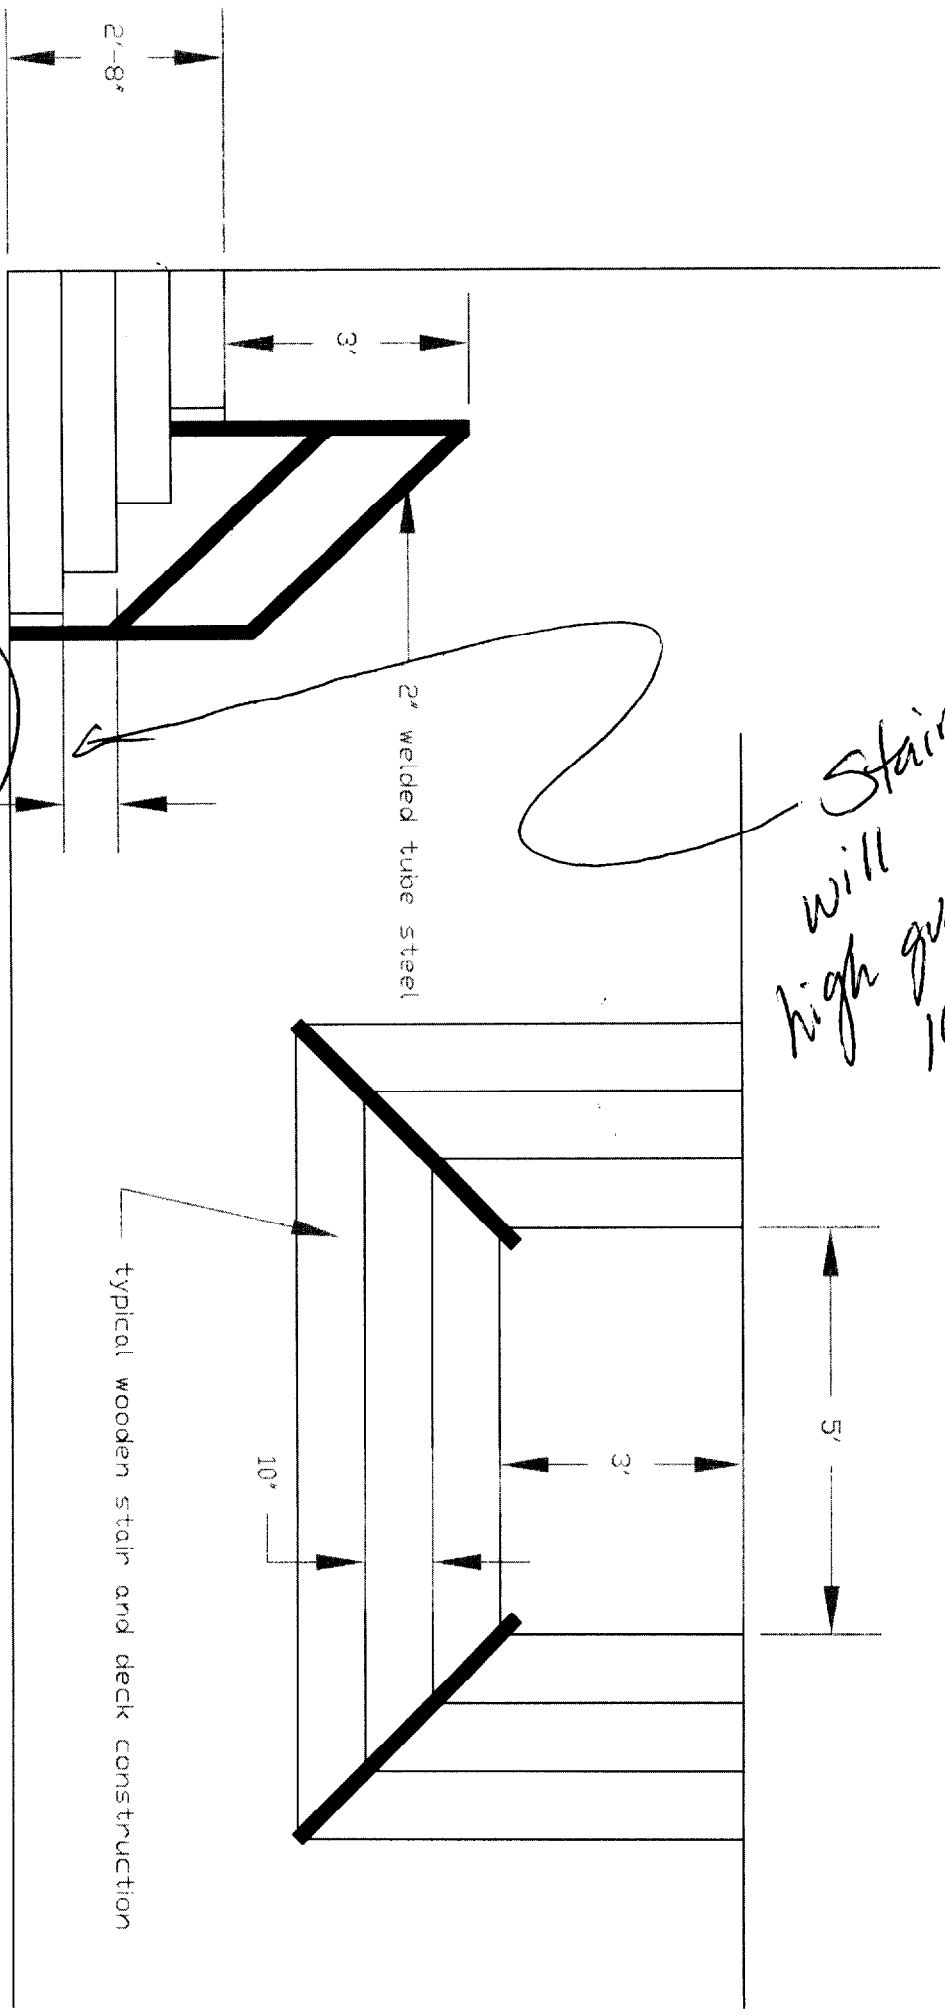 2'-8"
3'
2" welded tube steel
Stair
will
high
5'
3'
10"
typical wooden stair and deck construction